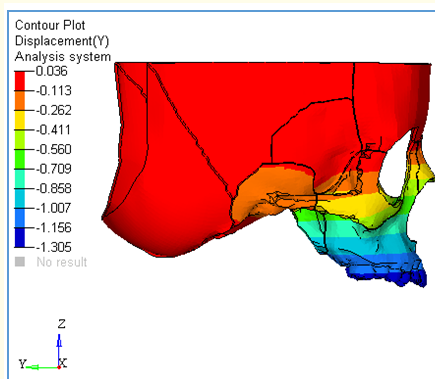 Contour Plot
Displacement(Y)
Analysis system
0.036
-0.113
-0.262
-0.411
-0.560
-0.709
-0.858
-1.007
-1.156
-1.305
No result
Z
Y
X